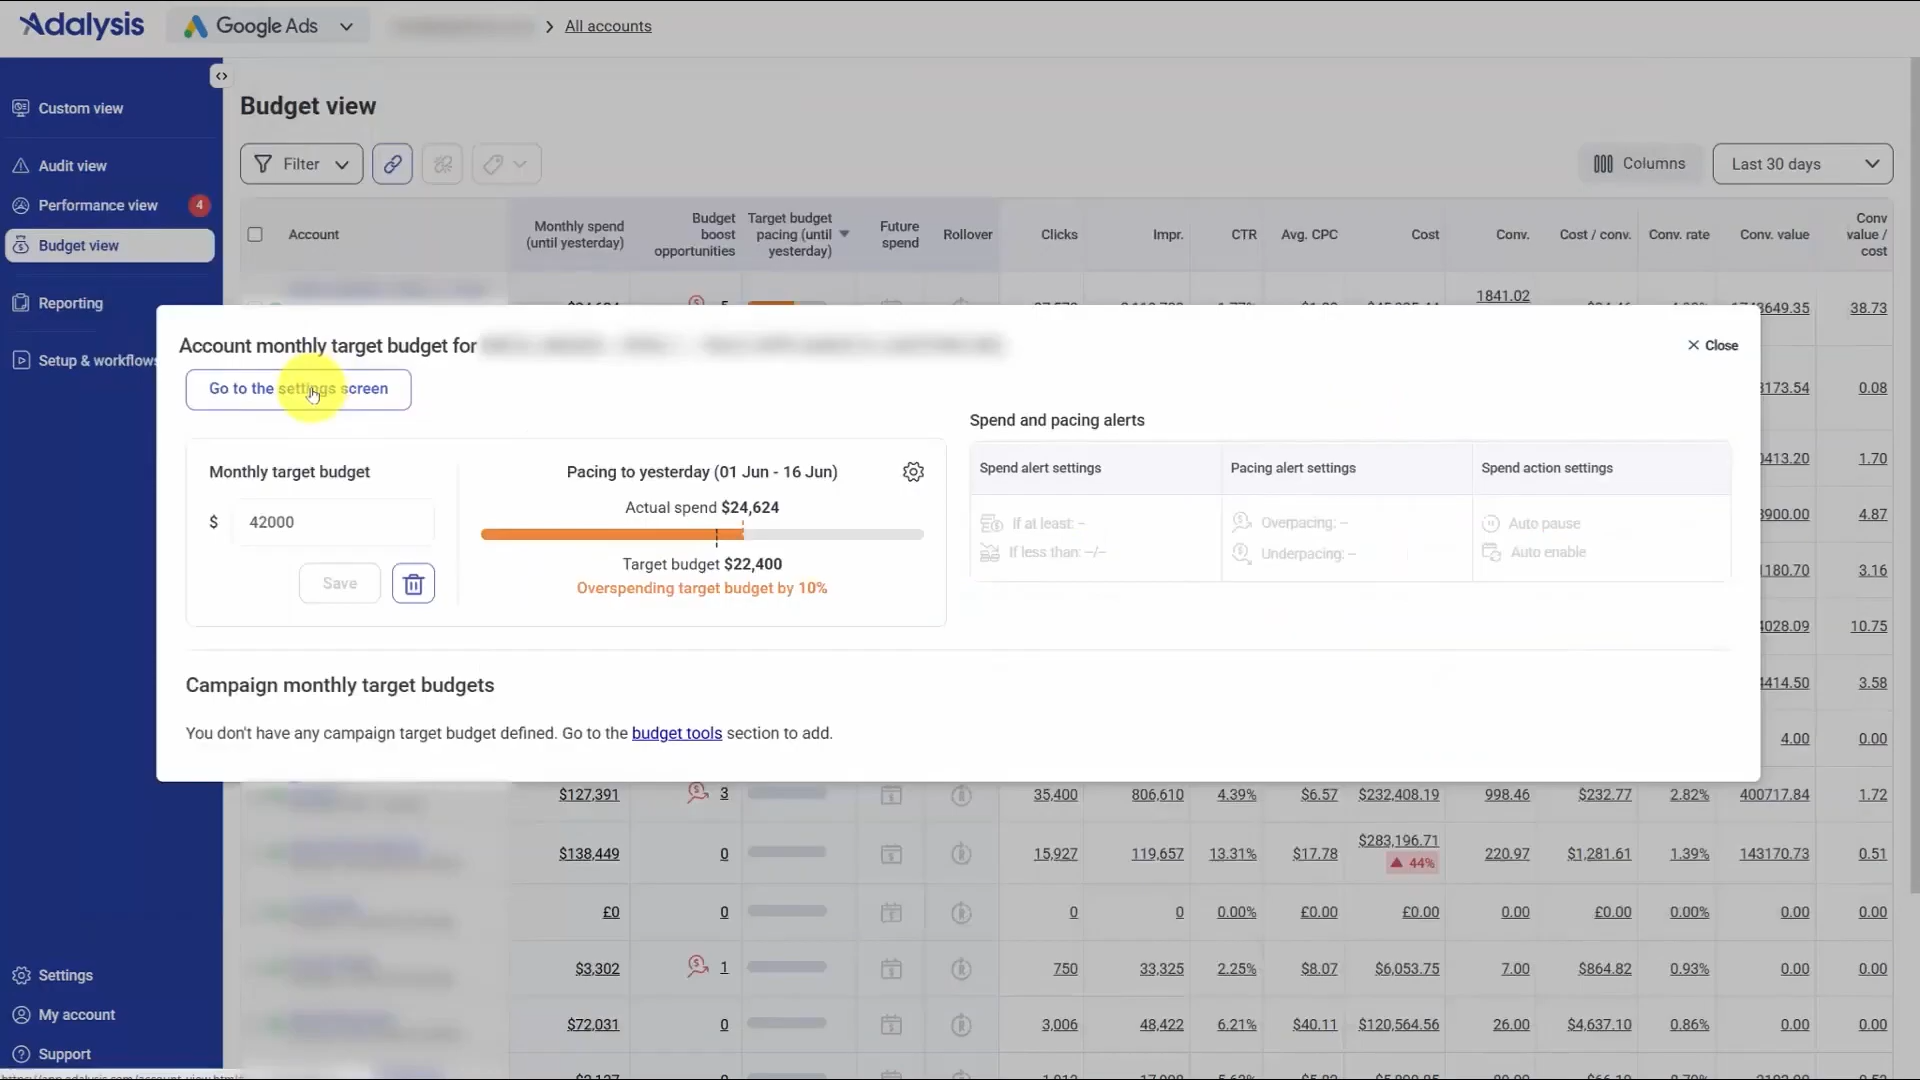 Adalysis
Google Ads
All accounts
Custom view
Audit view
Performance view 4
Budget view
Reporting
Setup & workflows
Settings
My account
Support
Budget view
Filter
Columns
Last 30 days
Account
Monthly spend (until yesterday)
Budget boost opportunities
Target budget pacing (until yesterday)
Future spend
Rollover
Clicks
Impr.
CTR
Avg. CPC
Cost
Conv.
Cost / conv.
Conv. rate
Conv. value
Conv value / cost
1841.02
38.73
0.08
1.70
4.87
3.16
10.75
3.58
4.00 0.00
Account monthly target budget for
Close
Go to the settings screen
Monthly target budget
$ 42000
Save
Pacing to yesterday (01 Jun - 16 Jun)
Actual spend $24,624
Target budget $22,400
Overspending target budget by 10%
Spend and pacing alerts
Spend alert settings
Pacing alert settings
Spend action settings
If at least: –
If less than: –/–
Overpacing: –
Underpacing: –
Auto pause
Auto enable
Campaign monthly target budgets
You don't have any campaign target budget defined. Go to the budget tools section to add.
$127,391 3 35,400 806,610 4.39% $6.57 $232,408.19 998.46 $232.77 2.82% 400717.84 1.72
$138,449 0 15,927 119,657 13.31% $17.78 $283,196.71 44% 220.97 $1,281.61 1.39% 143170.73 0.51
£0 0 0 0 0.00% £0.00 £0.00 0.00 £0.00 0.00% 0.00 0.00
$3,302 1 750 33,325 2.25% $8.07 $6,053.75 7.00 $864.82 0.93% 0.00 0.00
$72,031 0 3,006 48,422 6.21% $40.11 $120,564.56 26.00 $4,637.10 0.86% 0.00 0.00